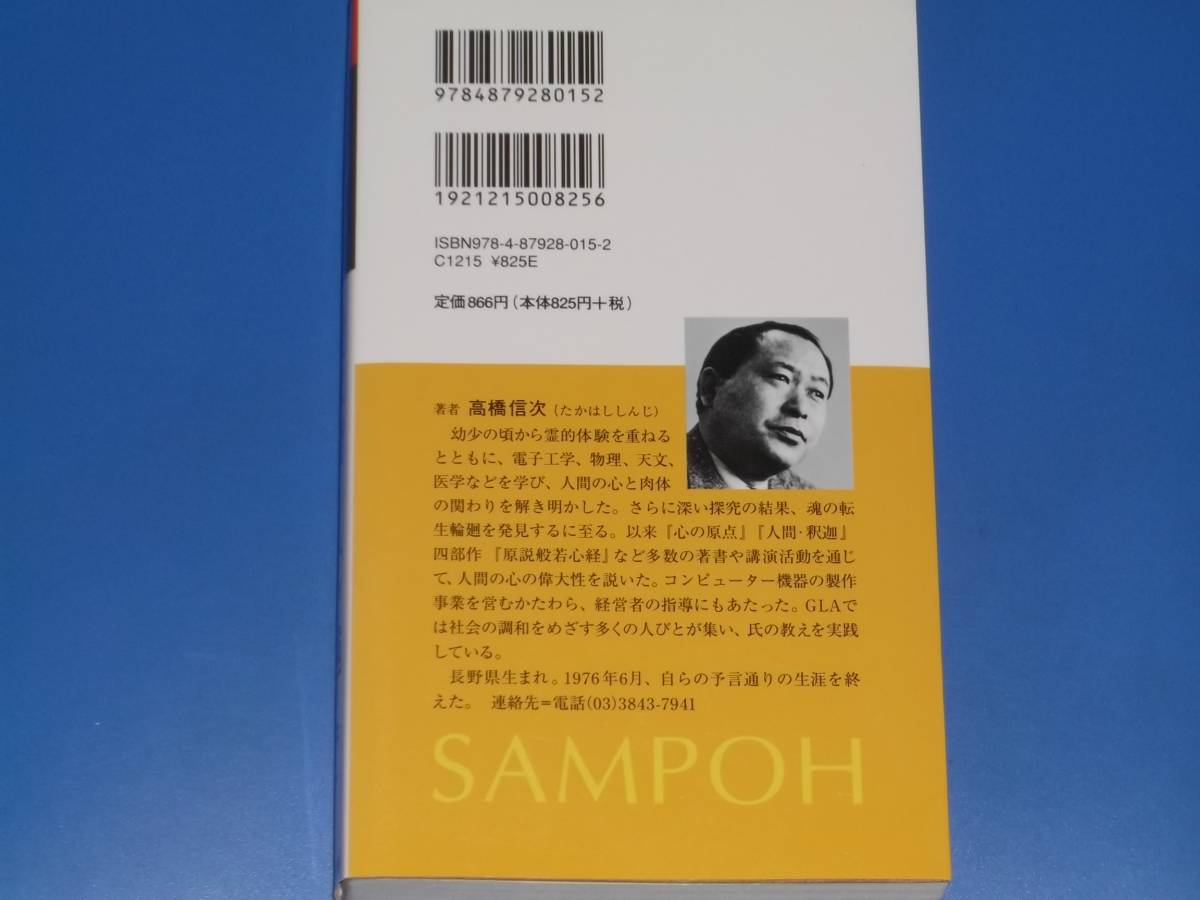 9784879280152
1921215008256
ISBN978-4-87928-015-2
C1215 ¥825E
定価866円(本体825円+税)
著者 高橋信次(たかはししんじ)
幼少の頃から霊的体験を重ねる
とともに、電子工学、物理、天文、
医学などを学び、人間の心と肉体
の関わりを解き明かした。さらに深い探究の結果、魂の転
生輪廻を発見するに至る。以来『心の原点』『人間・釈迦』
四部作『原説般若心経』など多数の著書や講演活動を通じ
て、人間の心の偉大性を説いた。コンピューター機器の製作
事業を営むかたわら、経営者の指導にもあたった。GLAで
は社会の調和をめざす多くの人びとが集い、氏の教えを実践
している。
長野県生まれ。1976年6月、自らの予言通りの生涯を終
えた。 連絡先=電話(03)3843-7941
SAMPOH